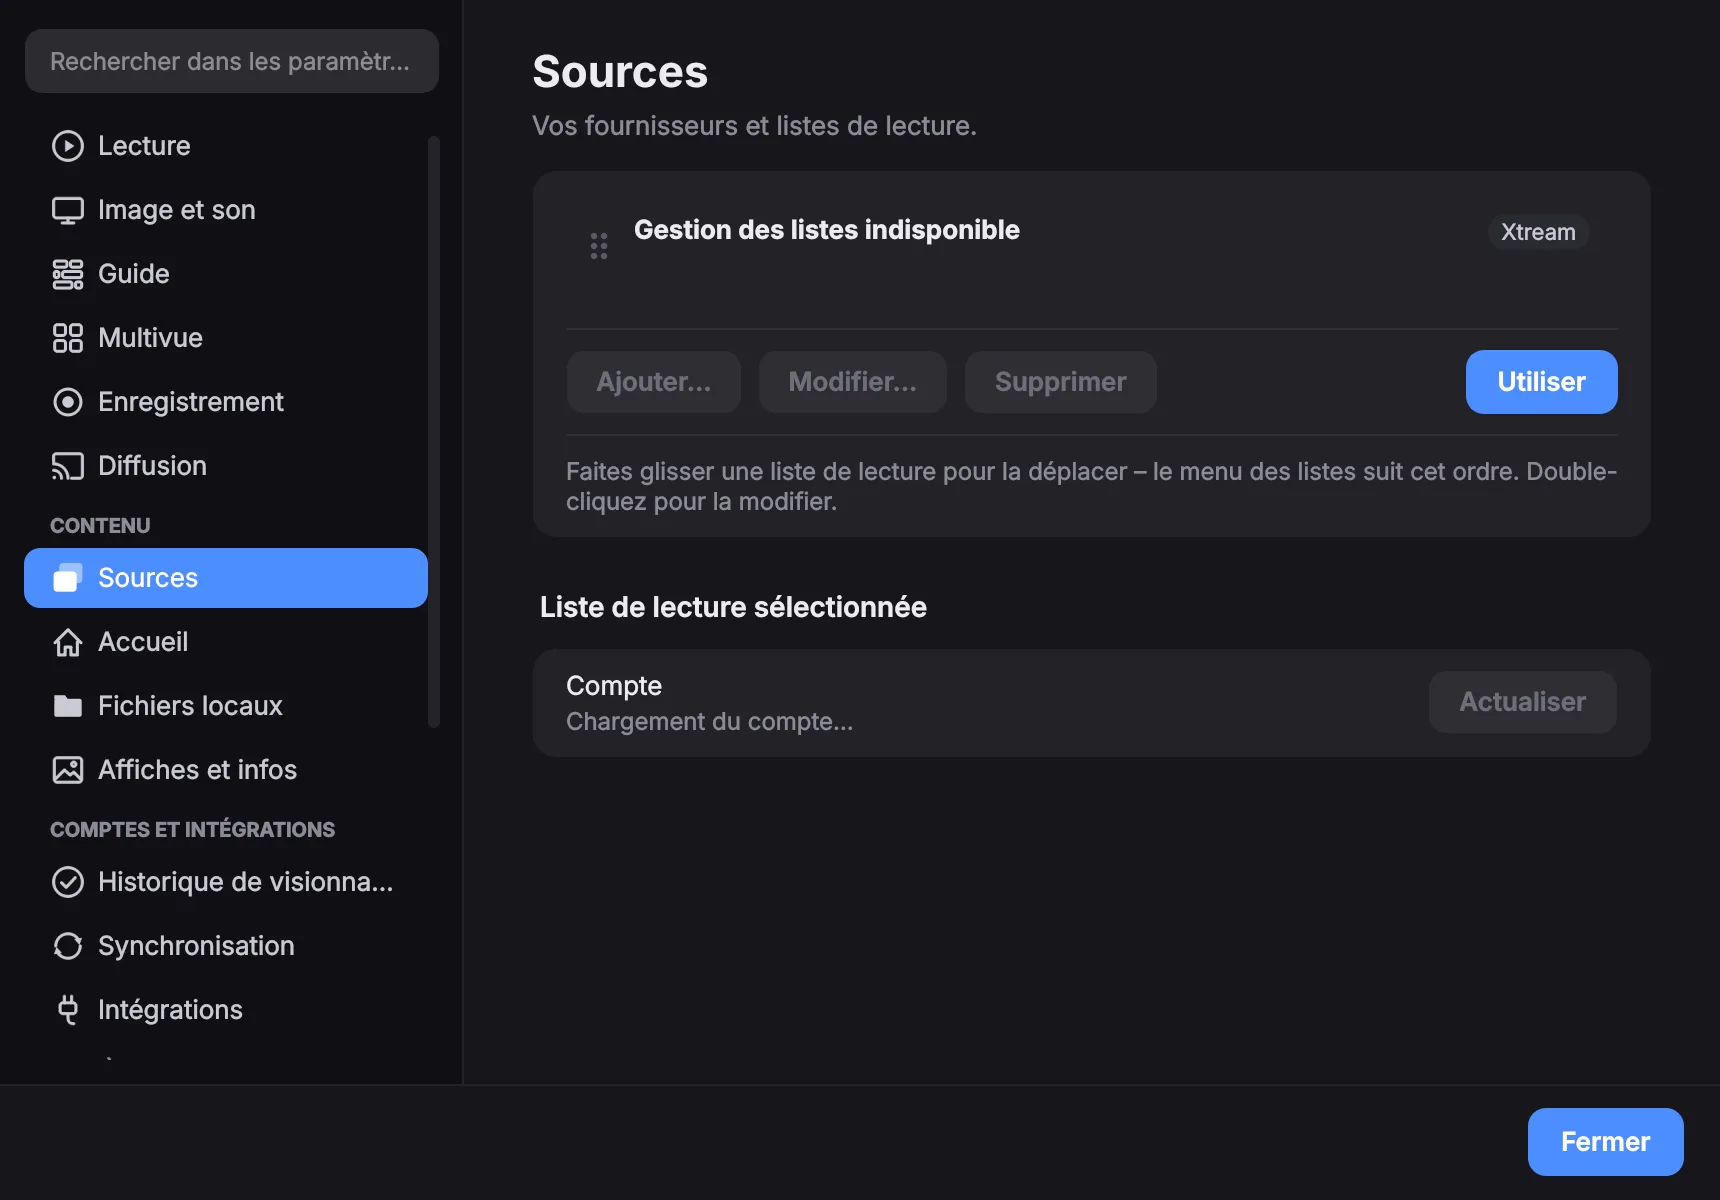 Rechercher dans les paramètr...
Lecture
Image et son
Guide
Multivue
Enregistrement
Diffusion
CONTENU
Sources
Accueil
Fichiers locaux
Affiches et infos
COMPTES ET INTÉGRATIONS
Historique de visionna...
Synchronisation
Intégrations
Sources
Vos fournisseurs et listes de lecture.
Gestion des listes indisponible
Xtream
Ajouter...
Modifier...
Supprimer
Utiliser
Faites glisser une liste de lecture pour la déplacer – le menu des listes suit cet ordre. Double-
cliquez pour la modifier.
Liste de lecture sélectionnée
Compte
Chargement du compte...
Actualiser
Fermer